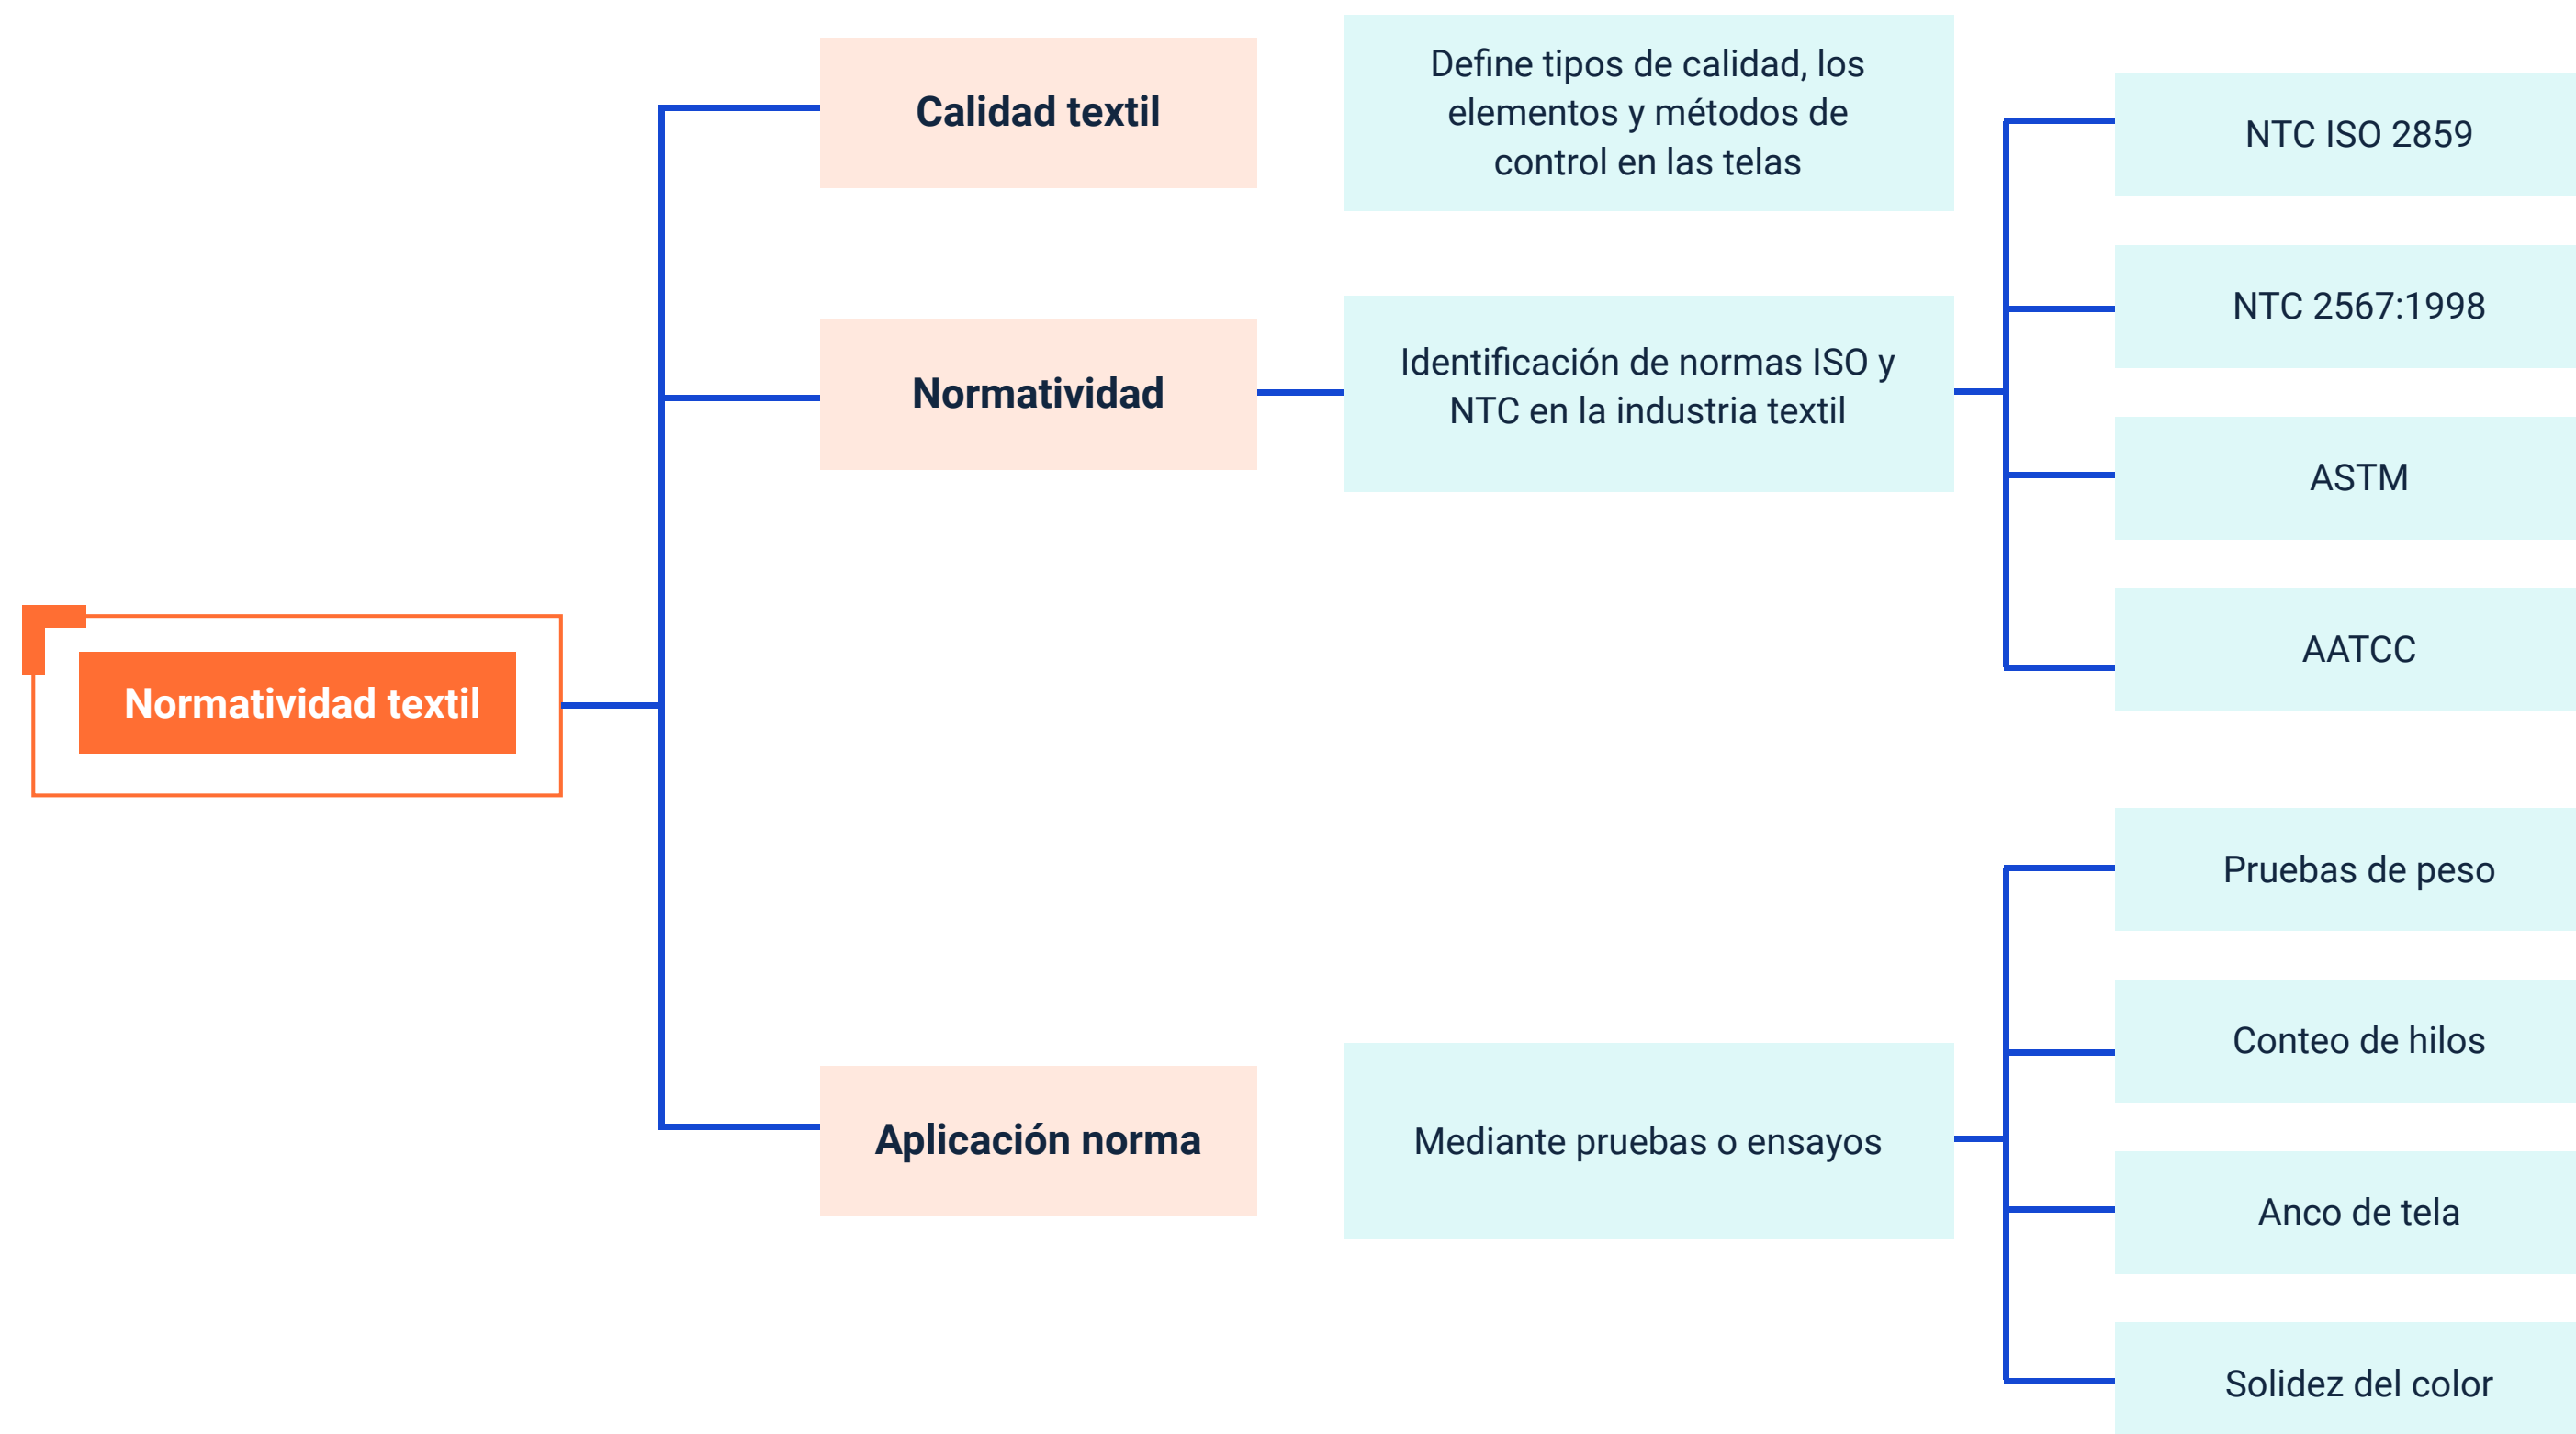 Normatividad textil
Calidad textil
Define tipos de calidad, los
elementos y métodos de
control en las telas
Normatividad
Identificación de normas ISO y
NTC en la industria textil
NTC ISO 2859
NTC 2567:1998
ASTM
AATCC
Aplicación norma
Mediante pruebas o ensayos
Pruebas de peso
Conteo de hilos
Anco de tela
Solidez del color